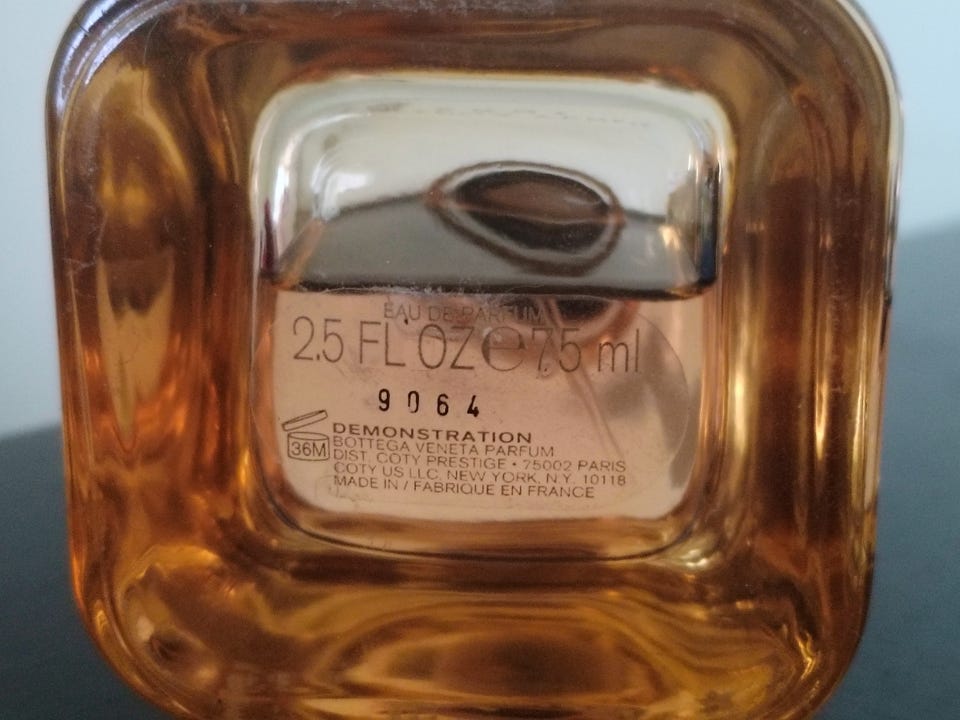 EAU DE PARFUM
2.5 FL OZ ℮ 75 ml
9064
36M
DEMONSTRATION
BOTTEGA VENETA PARFUM
DIST. COTY PRESTIGE • 75002 PARIS
COTY US LLC, NEW YORK, N.Y. 10118
MADE IN / FABRIQUE EN FRANCE